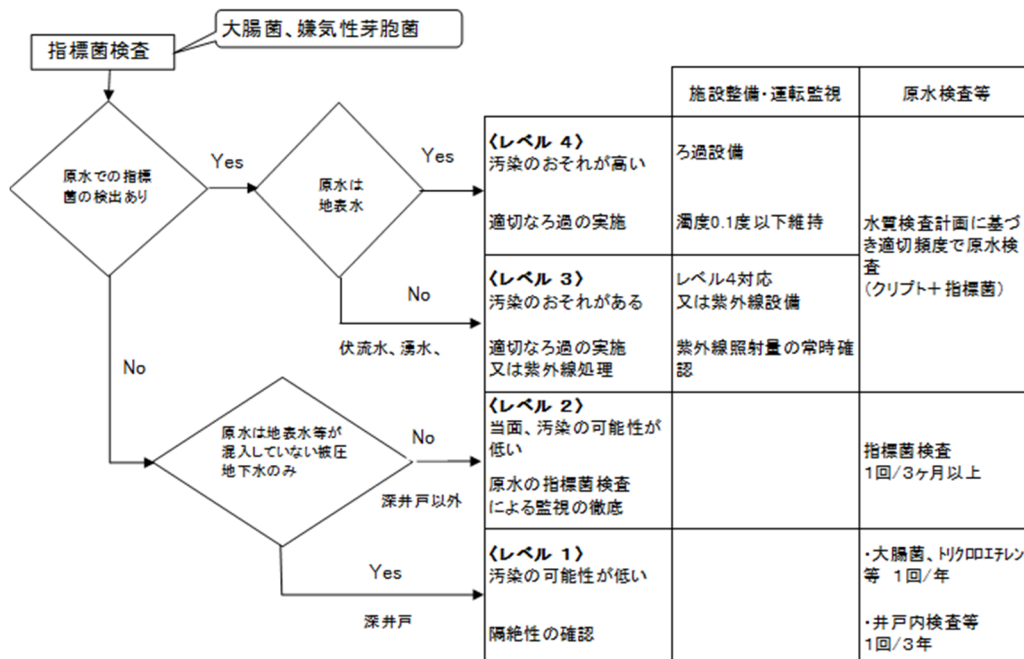 大腸菌、嫌気性芽胞菌
指標菌検査
原水での指標
菌の検出あり
Yes
原水は
地表水
Yes
No
伏流水、湧水、
No
原水は地表水等が
混入していない被圧
地下水のみ
No
深井戸以外
Yes
深井戸
施設整備・運転監視
原水検査等
〈レベル 4〉
汚染のおそれが高い
適切なろ過の実施
ろ過設備
濁度0.1度以下維持
水質検査計画に基づ
き適切頻度で原水検
査
(クリプト+指標菌)
〈レベル 3〉
汚染のおそれがある
適切なろ過の実施
又は紫外線処理
レベル4対応
又は紫外線設備
紫外線照射量の常時確
認
〈レベル 2〉
当面、汚染の可能性が
低い
原水の指標菌検査
による監視の徹底
指標菌検査
1回/3ヶ月以上
〈レベル 1〉
汚染の可能性が低い
隔絶性の確認
・大腸菌、トリクロロエチレン
等 1回/年
・井戸内検査等
1回/3年